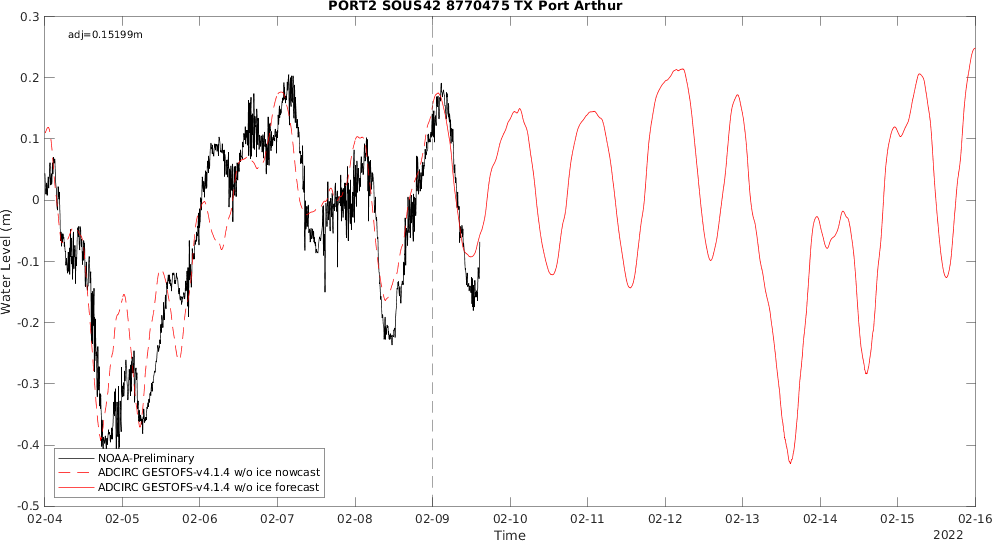 PORT2 SOUS42 8770475 TX Port Arthur
adj=0.15199m
0.3
0.2
0.1
0
-0.1
-0.2
-0.3
-0.4
-0.5
Water Level (m)
NOAA-Preliminary
ADCIRC GESTOFS-v4.1.4 w/o ice nowcast
ADCIRC GESTOFS-v4.1.4 w/o ice forecast
02-04 02-05 02-06 02-07 02-08 02-09 02-10 02-11 02-12 02-13 02-14 02-15 02-16
Time
2022